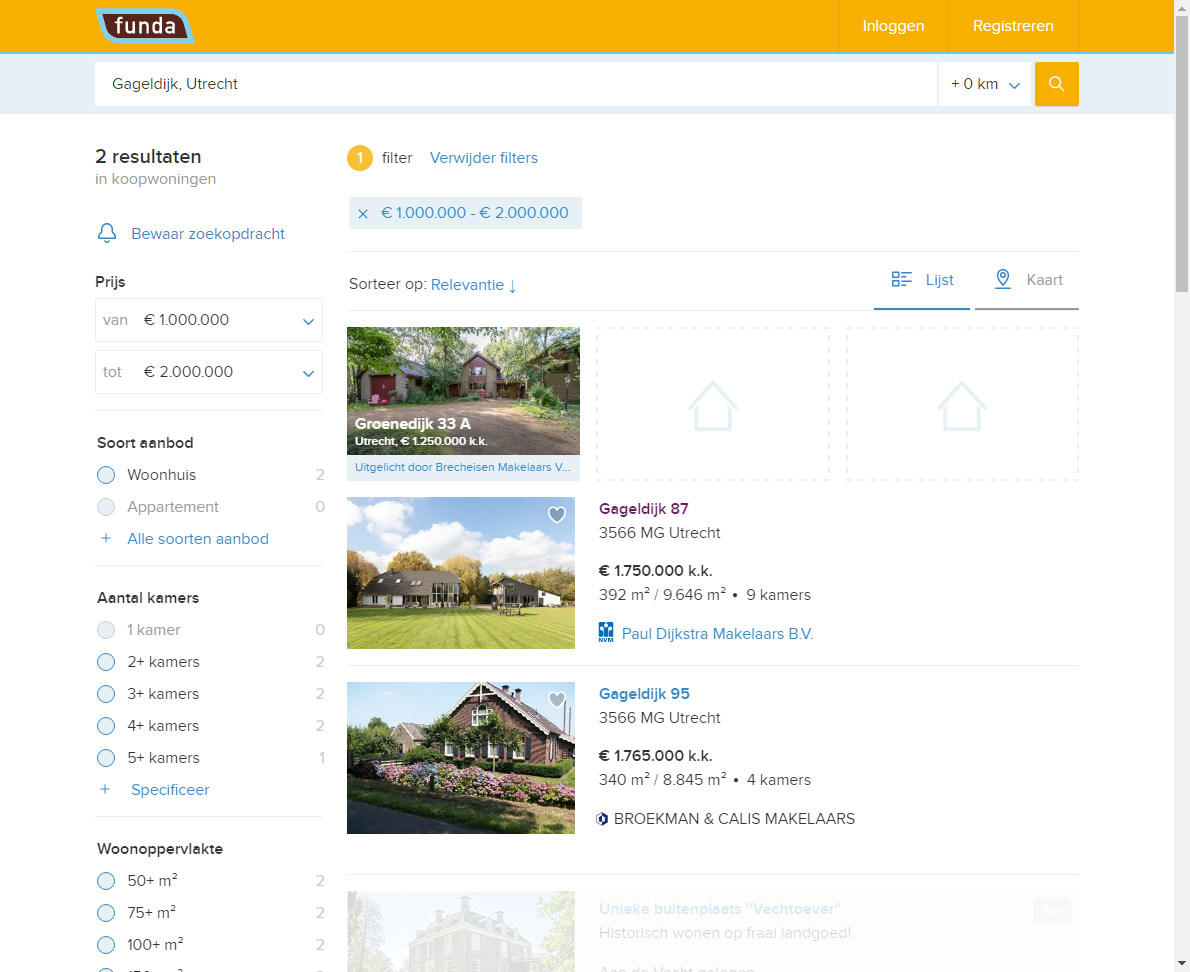 funda
Inloggen
Registreren
Gageldijk, Utrecht
+ 0 km
2 resultaten
in koopwoningen
Bewaar zoekopdracht
Prijs
van € 1.000.000
tot € 2.000.000
Soort aanbod
Woonhuis 2
Appartement 0
+ Alle soorten aanbod
Aantal kamers
1 kamer 0
2+ kamers 2
3+ kamers 2
4+ kamers 2
5+ kamers 1
+ Specificeer
Woonoppervlakte
50+ m² 2
75+ m² 2
100+ m² 2
1 filter Verwijder filters
× € 1.000.000 - € 2.000.000
Sorteer op: Relevantie ↓
Lijst
Kaart
Groenedijk 33 A
Utrecht, € 1.250.000 k.k.
Uitgelicht door Brecheisen Makelaars V...
Gageldijk 87
3566 MG Utrecht
€ 1.750.000 k.k.
392 m² / 9.646 m² • 9 kamers
NVM Paul Dijkstra Makelaars B.V.
Gageldijk 95
3566 MG Utrecht
€ 1.765.000 k.k.
340 m² / 8.845 m² • 4 kamers
BROEKMAN & CALIS MAKELAARS
Unieke buitenplaats "Vechtoever"
Historisch wonen op fraai landgoed!
Aan de Vecht gelegen